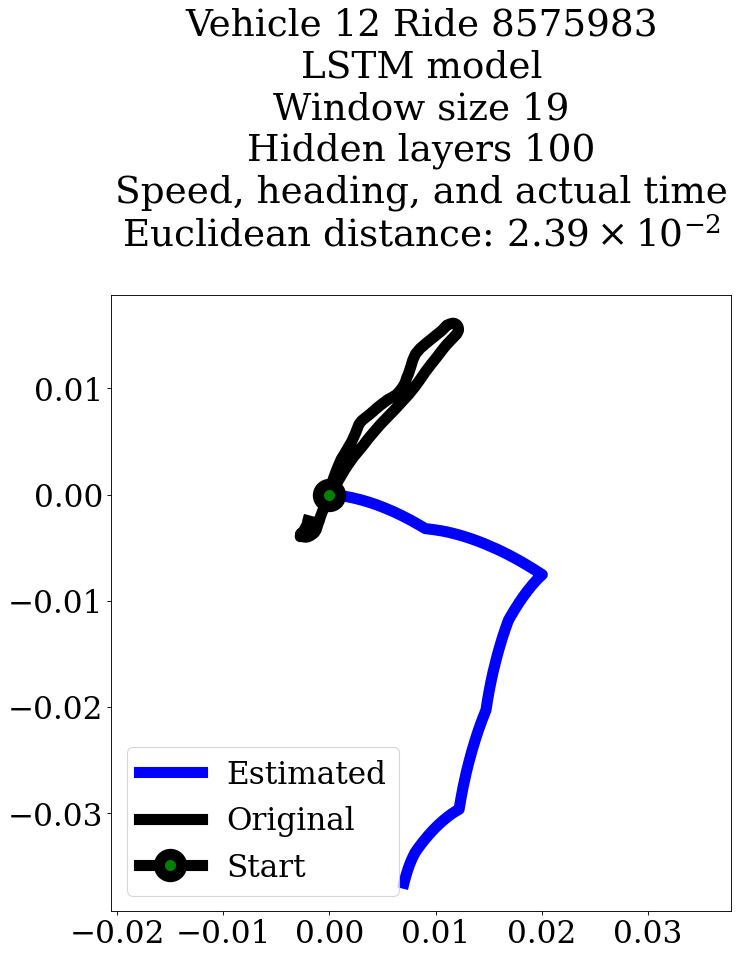 Vehicle 12 Ride 8575983
LSTM model
Window size 19
Hidden layers 100
Speed, heading, and actual time
Euclidean distance: 2.39 × 10⁻²
0.01
0.00
−0.01
−0.02
−0.03
Estimated
Original
Start
−0.02 −0.01 0.00 0.01 0.02 0.03